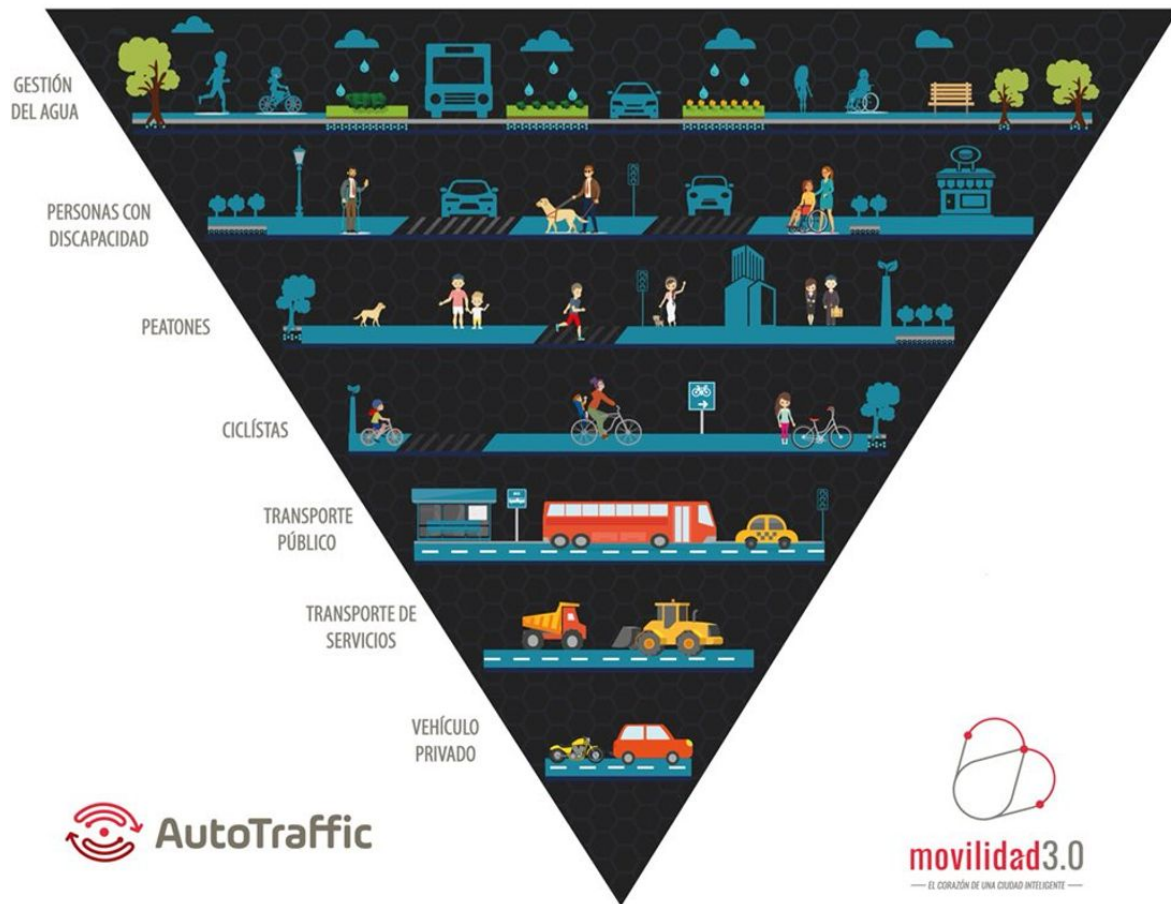 GESTIÓN
DEL AGUA
PERSONAS CON
DISCAPACIDAD
PEATONES
CICLÍSTAS
TRANSPORTE
PÚBLICO
TRANSPORTE DE
SERVICIOS
VEHÍCULO
PRIVADO
AutoTraffic
movilidad3.0
EL CORAZÓN DE UNA CIUDAD INTELIGENTE